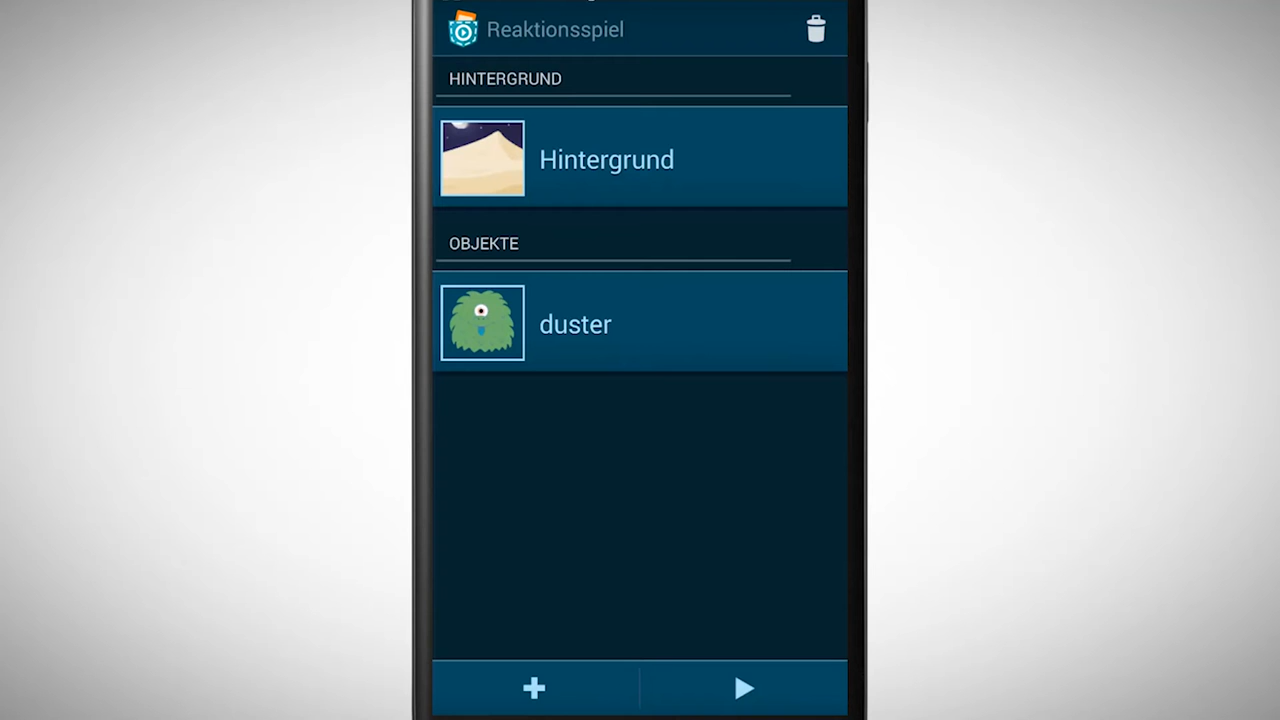 Reaktionsspiel
HINTERGRUND
Hintergrund
OBJEKTE
duster